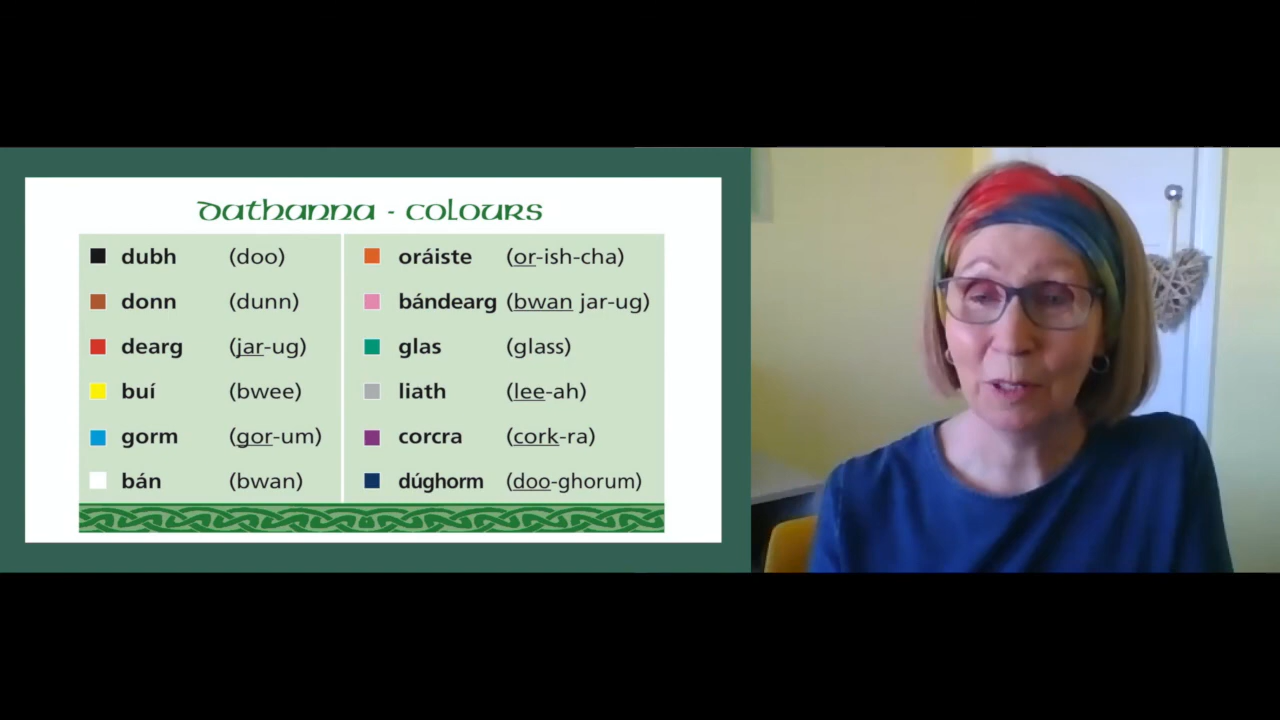 Dathanna - Colours
dubh (doo)
donn (dunn)
dearg (jar-ug)
buí (bwee)
gorm (gor-um)
bán (bwan)
oráiste (or-ish-cha)
bándearg (bwan jar-ug)
glas (glass)
liath (lee-ah)
corcra (cork-ra)
dúghorm (doo-ghorum)